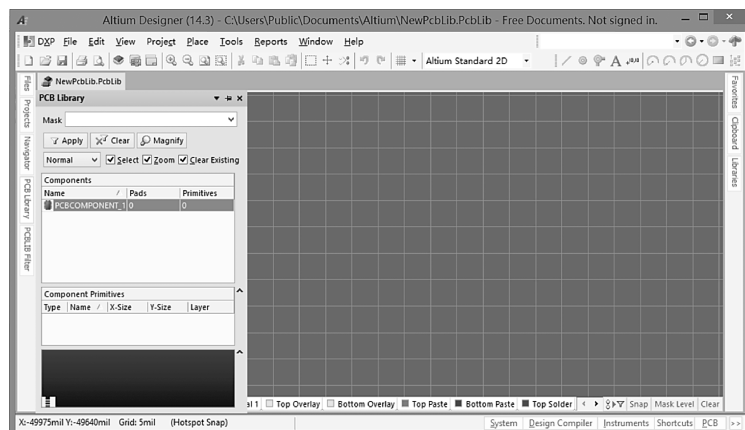 Altium Designer (14.3) - C:\Users\Public\Documents\Altium\NewPcbLib.PcbLib - Free Documents. Not signed in.
DXP File Edit View Project Place Tools Reports Window Help
Altium Standard 2D
Files
Projects
Navigator
PCB Library
PCBLIB Filter
NewPcbLib.PcbLib
PCB Library
Mask
Apply Clear Magnify
Normal Select Zoom Clear Existing
Components
Name / Pads Primitives
PCBCOMPONENT_1 0 0
Component Primitives
Type Name / X-Size Y-Size Layer
Favorites
Clipboard
Libraries
al 1 Top Overlay Bottom Overlay Top Paste Bottom Paste Top Solder Snap Mask Level Clear
X:-49975mil Y:-49640mil Grid: 5mil (Hotspot Snap)
System Design Compiler Instruments Shortcuts PCB >>